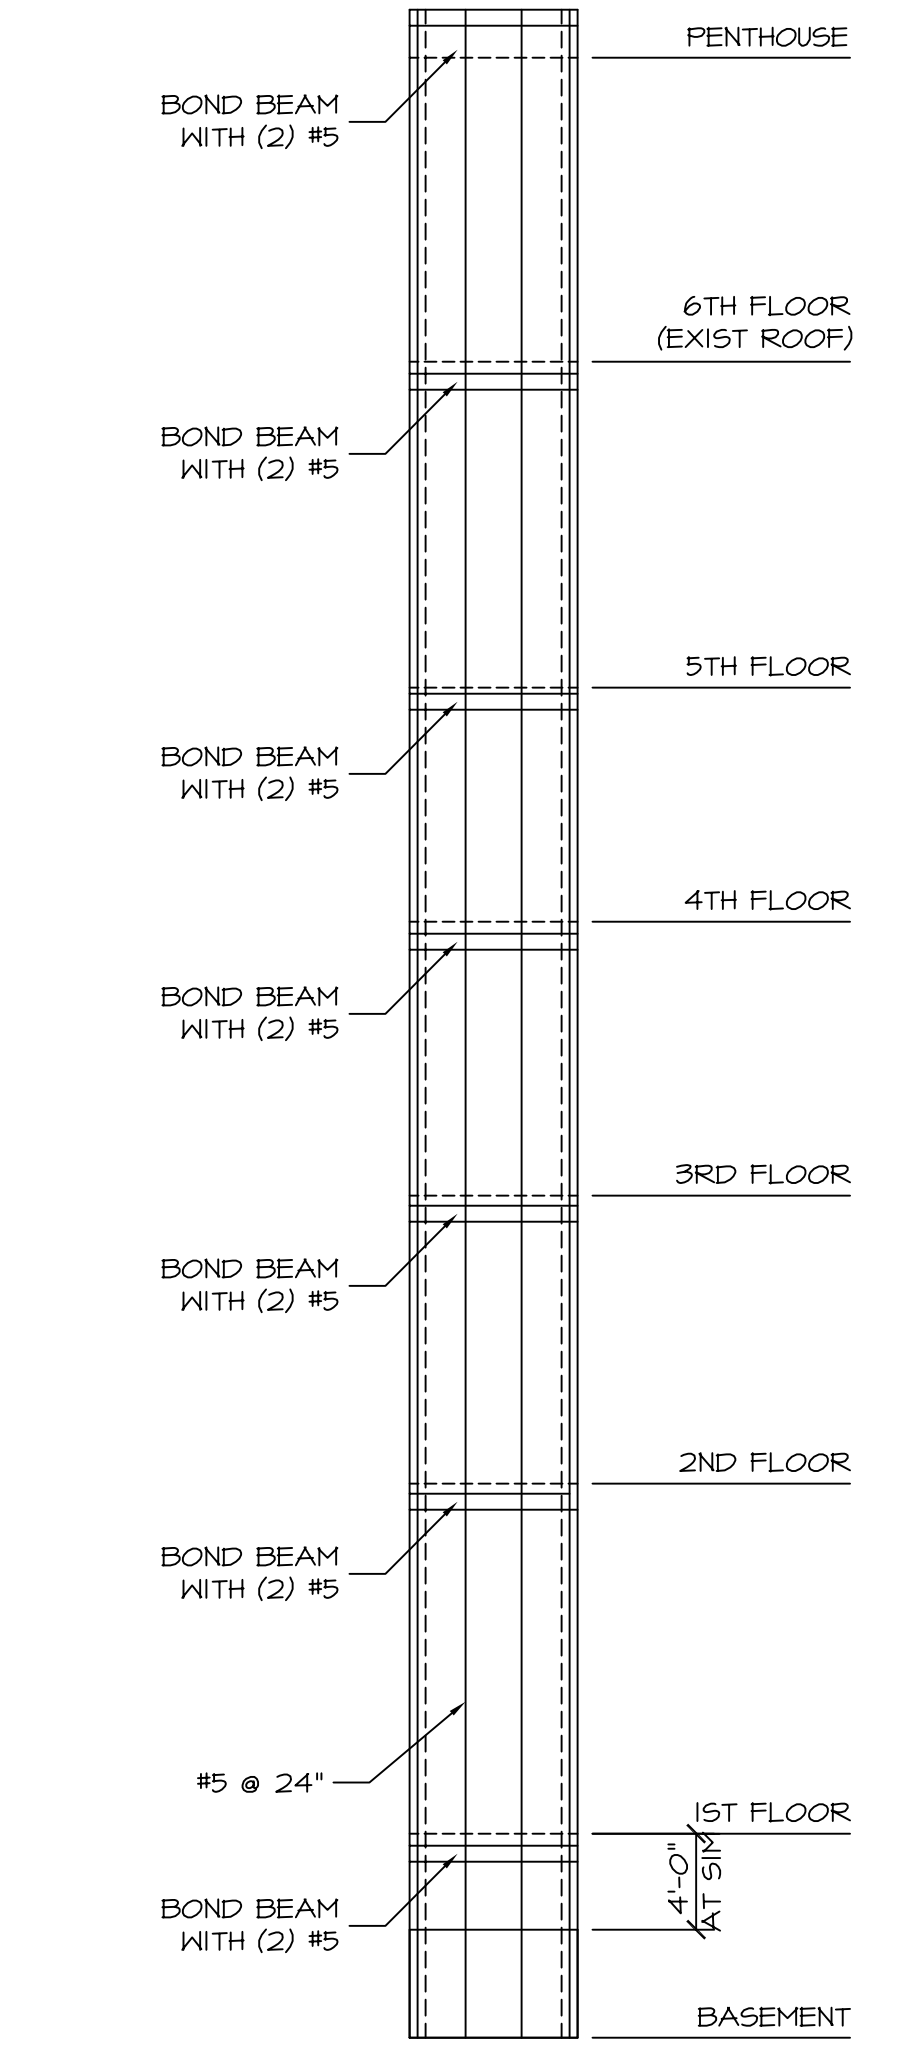 PENTHOUSE
BOND BEAM
WITH (2) #5
6TH FLOOR
(EXIST ROOF)
BOND BEAM
WITH (2) #5
5TH FLOOR
BOND BEAM
WITH (2) #5
4TH FLOOR
BOND BEAM
WITH (2) #5
3RD FLOOR
BOND BEAM
WITH (2) #5
2ND FLOOR
BOND BEAM
WITH (2) #5
#5 @ 24"
1ST FLOOR
4'-0"
AT SIM
BOND BEAM
WITH (2) #5
BASEMENT